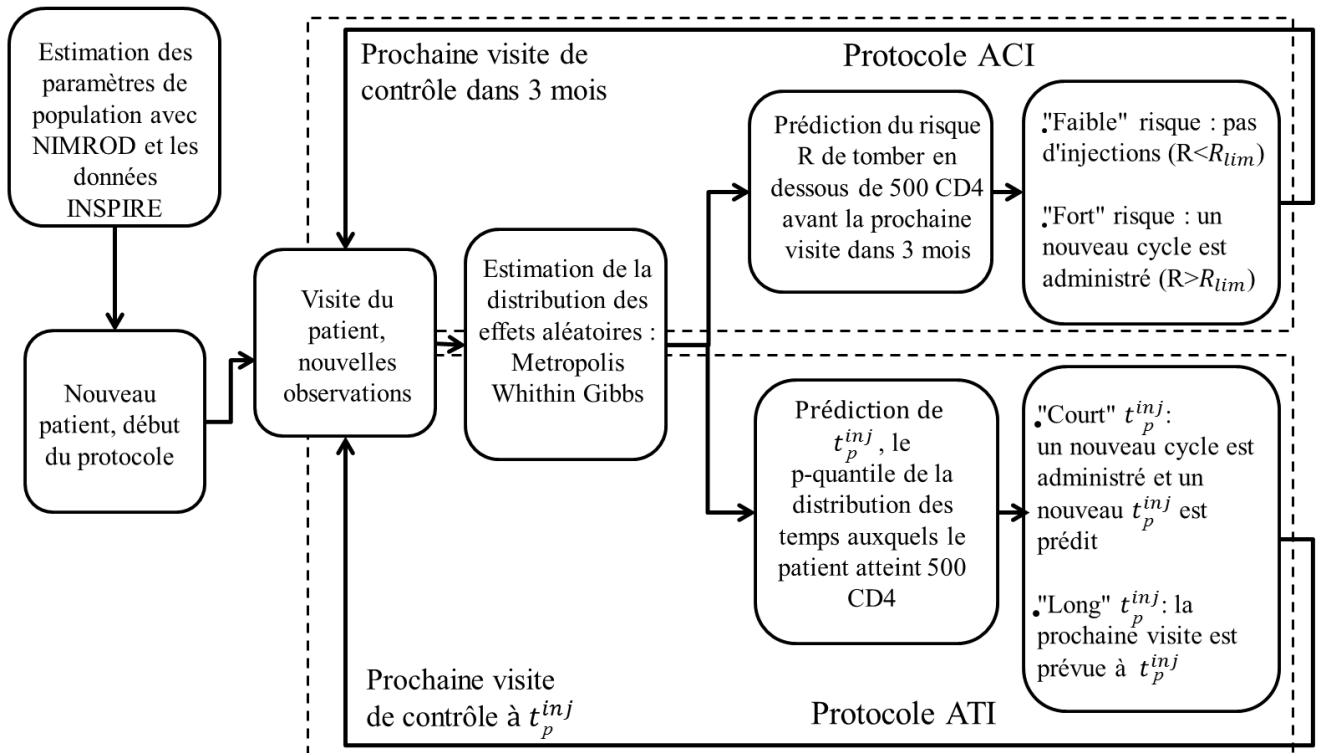 Estimation des
paramètres de
population avec
NIMROD et les
données
INSPIRE
Nouveau
patient, début
du protocole
Prochaine visite de
contrôle dans 3 mois
Protocole ACI
Visite du
patient,
nouvelles
observations
Estimation de la
distribution des
effets aléatoires :
Metropolis
Whithin Gibbs
Prédiction du risque
R de tomber en
dessous de 500 CD4
avant la prochaine
visite dans 3 mois
•"Faible" risque : pas
d'injections (R<R_{lim})
•"Fort" risque : un
nouveau cycle est
administré (R>R_{lim})
Prédiction de
t_p^{inj}, le
p-quantile de la
distribution des
temps auxquels le
patient atteint 500
CD4
•"Court" t_p^{inj}:
un nouveau cycle est
administré et un
nouveau t_p^{inj} est
prédit
•"Long" t_p^{inj}: la
prochaine visite est
prévue à t_p^{inj}
Prochaine visite
de contrôle à t_p^{inj}
Protocole ATI